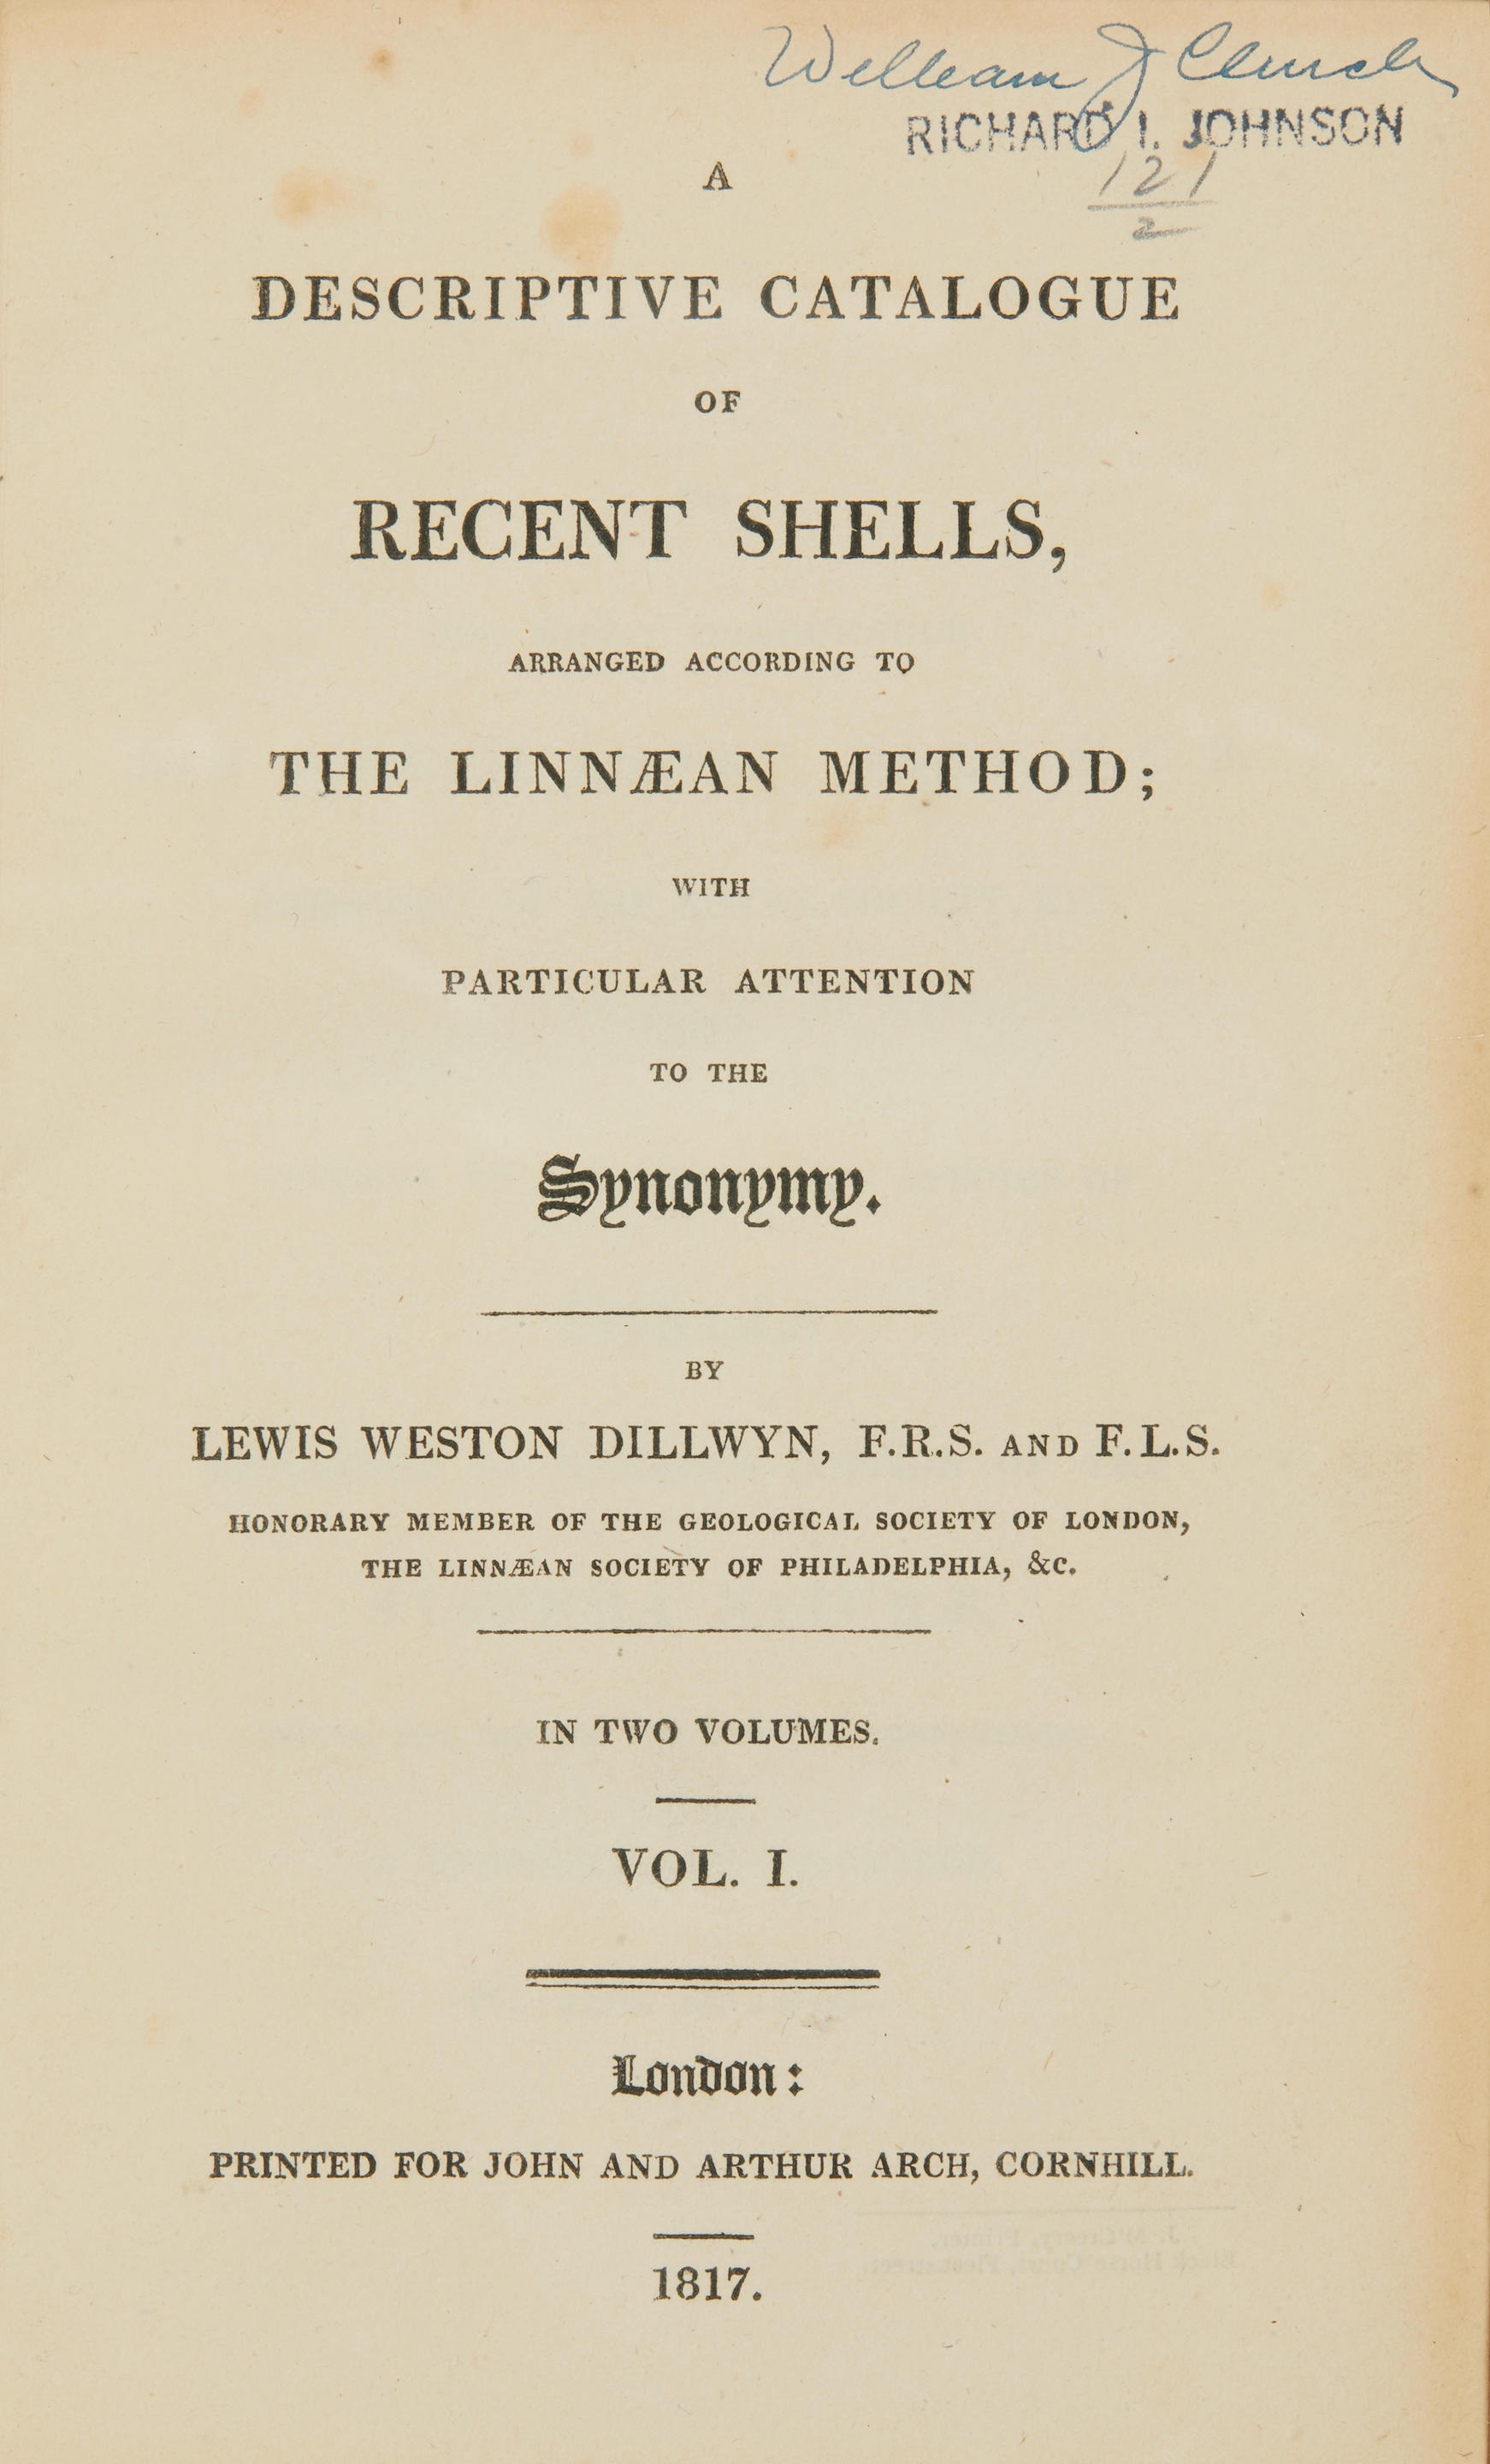 William J Clench
RICHARD I. JOHNSON
121
2
A
DESCRIPTIVE CATALOGUE
OF
RECENT SHELLS,
ARRANGED ACCORDING TO
THE LINNÆAN METHOD;
WITH
PARTICULAR ATTENTION
TO THE
Synonymy.
BY
LEWIS WESTON DILLWYN, F.R.S. AND F.L.S.
HONORARY MEMBER OF THE GEOLOGICAL SOCIETY OF LONDON,
THE LINNÆAN SOCIETY OF PHILADELPHIA, &C.
IN TWO VOLUMES.
VOL. I.
London:
PRINTED FOR JOHN AND ARTHUR ARCH, CORNHILL.
1817.